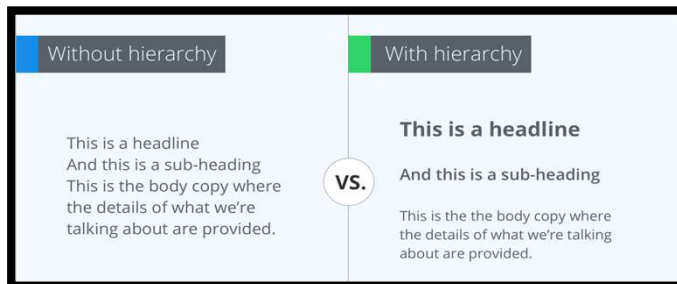 Without hierarchy
This is a headline
And this is a sub-heading
This is the body copy where
the details of what we're
talking about are provided.
VS.
With hierarchy
This is a headline
And this is a sub-heading
This is the the body copy where
the details of what we're talking
about are provided.